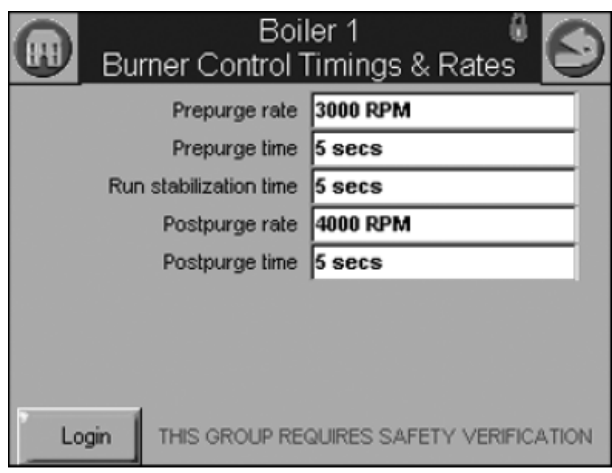 Boiler 1
Burner Control Timings & Rates
Prepurge rate 3000 RPM
Prepurge time 5 secs
Run stabilization time 5 secs
Postpurge rate 4000 RPM
Postpurge time 5 secs
Login THIS GROUP REQUIRES SAFETY VERIFICATION